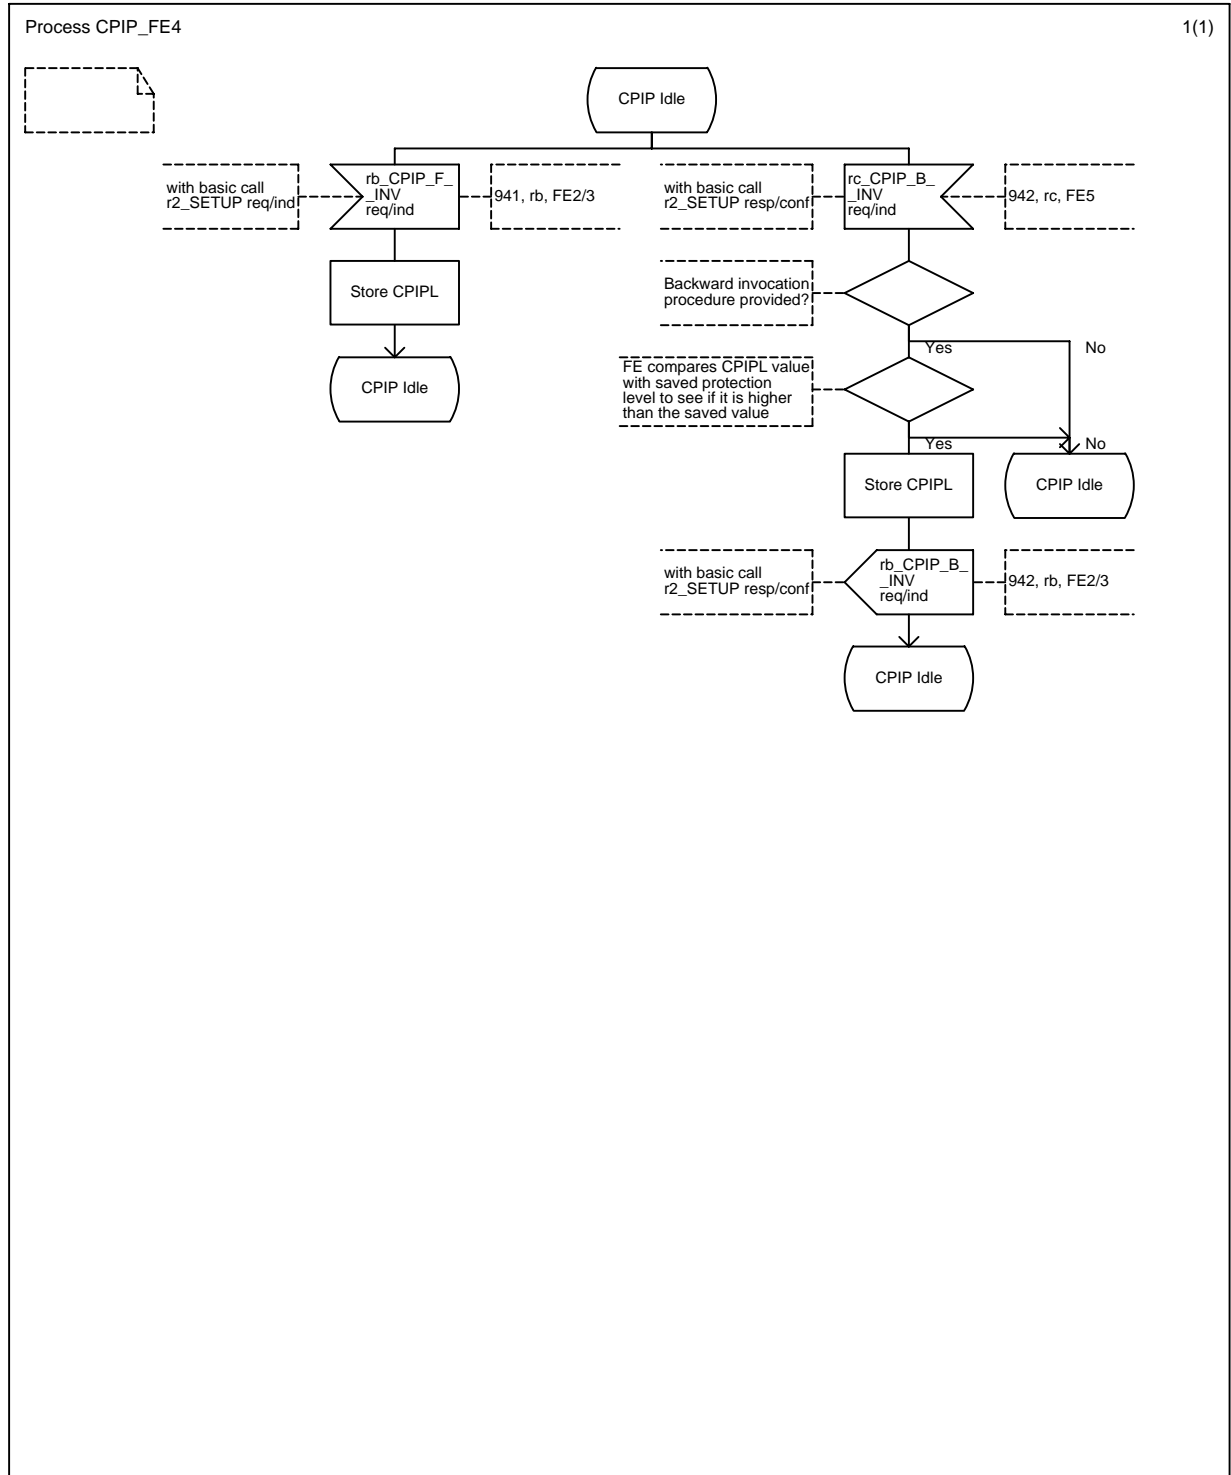 Process CPIP_FE4
1(1)
CPIP Idle
with basic call
r2_SETUP req/ind
rb_CPIP_F_
_INV
req/ind
941, rb, FE2/3
with basic call
r2_SETUP resp/conf
rc_CPIP_B_
_INV
req/ind
942, rc, FE5
Store CPIPL
Backward invocation
procedure provided?
Yes
No
CPIP Idle
FE compares CPIPL value
with saved protection
level to see if it is higher
than the saved value
Yes
No
Store CPIPL
CPIP Idle
with basic call
r2_SETUP resp/conf
rb_CPIP_B_
_INV
req/ind
942, rb, FE2/3
CPIP Idle